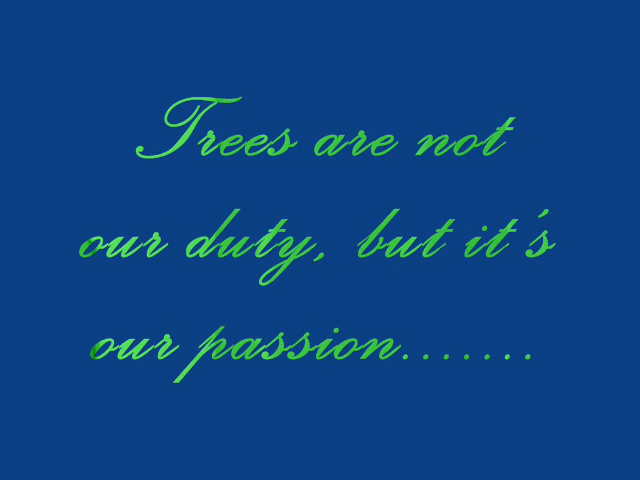 Trees are not
our duty, but it's
our passion.......